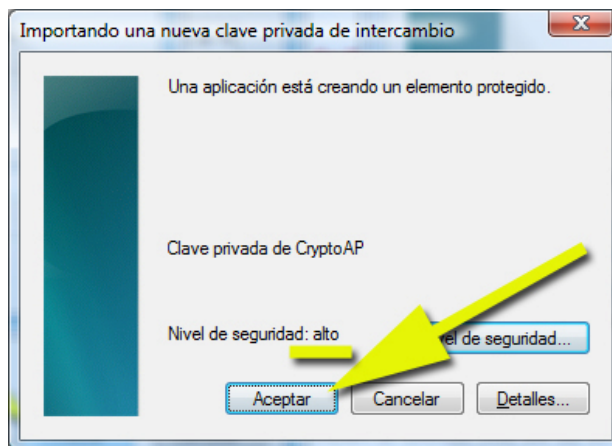 Importando una nueva clave privada de intercambio
Una aplicación está creando un elemento protegido.
Clave privada de CryptoAP
Nivel de seguridad: alto
de seguridad...
Aceptar
Cancelar
Detalles...